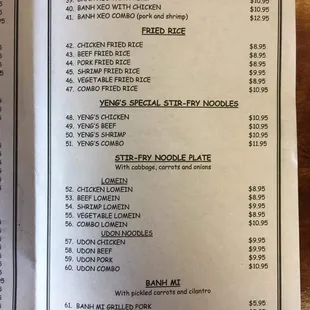 40. BANH XEO WITH CHICKEN $10.95
41. BANH XEO COMBO (pork and shrimp) $12.95
FRIED RICE
42. CHICKEN FRIED RICE $8.95
43. BEEF FRIED RICE $8.95
44. PORK FRIED RICE $8.95
45. SHRIMP FRIED RICE $9.95
46. VEGETABLE FRIED RICE $8.95
47. COMBO FRIED RICE $10.95
YENG'S SPECIAL STIR-FRY NOODLES
48. YENG'S CHICKEN $10.95
49. YENG'S BEEF $10.95
50. YENG'S SHRIMP $10.95
51. YENG'S COMBO $11.95
STIR-FRY NOODLE PLATE
With cabbage, carrots and onions
LOMEIN
52. CHICKEN LOMEIN $8.95
53. BEEF LOMEIN $8.95
54. SHRIMP LOMEIN $9.95
55. VEGETABLE LOMEIN $8.95
56. COMBO LOMEIN $10.95
UDON NOODLES
57. UDON CHICKEN $9.95
58. UDON BEEF $9.95
59. UDON PORK $9.95
60. UDON COMBO $10.95
BANH MI
With pickled carrots and cilantro
61. BANH MI GRILLED PORK $5.95